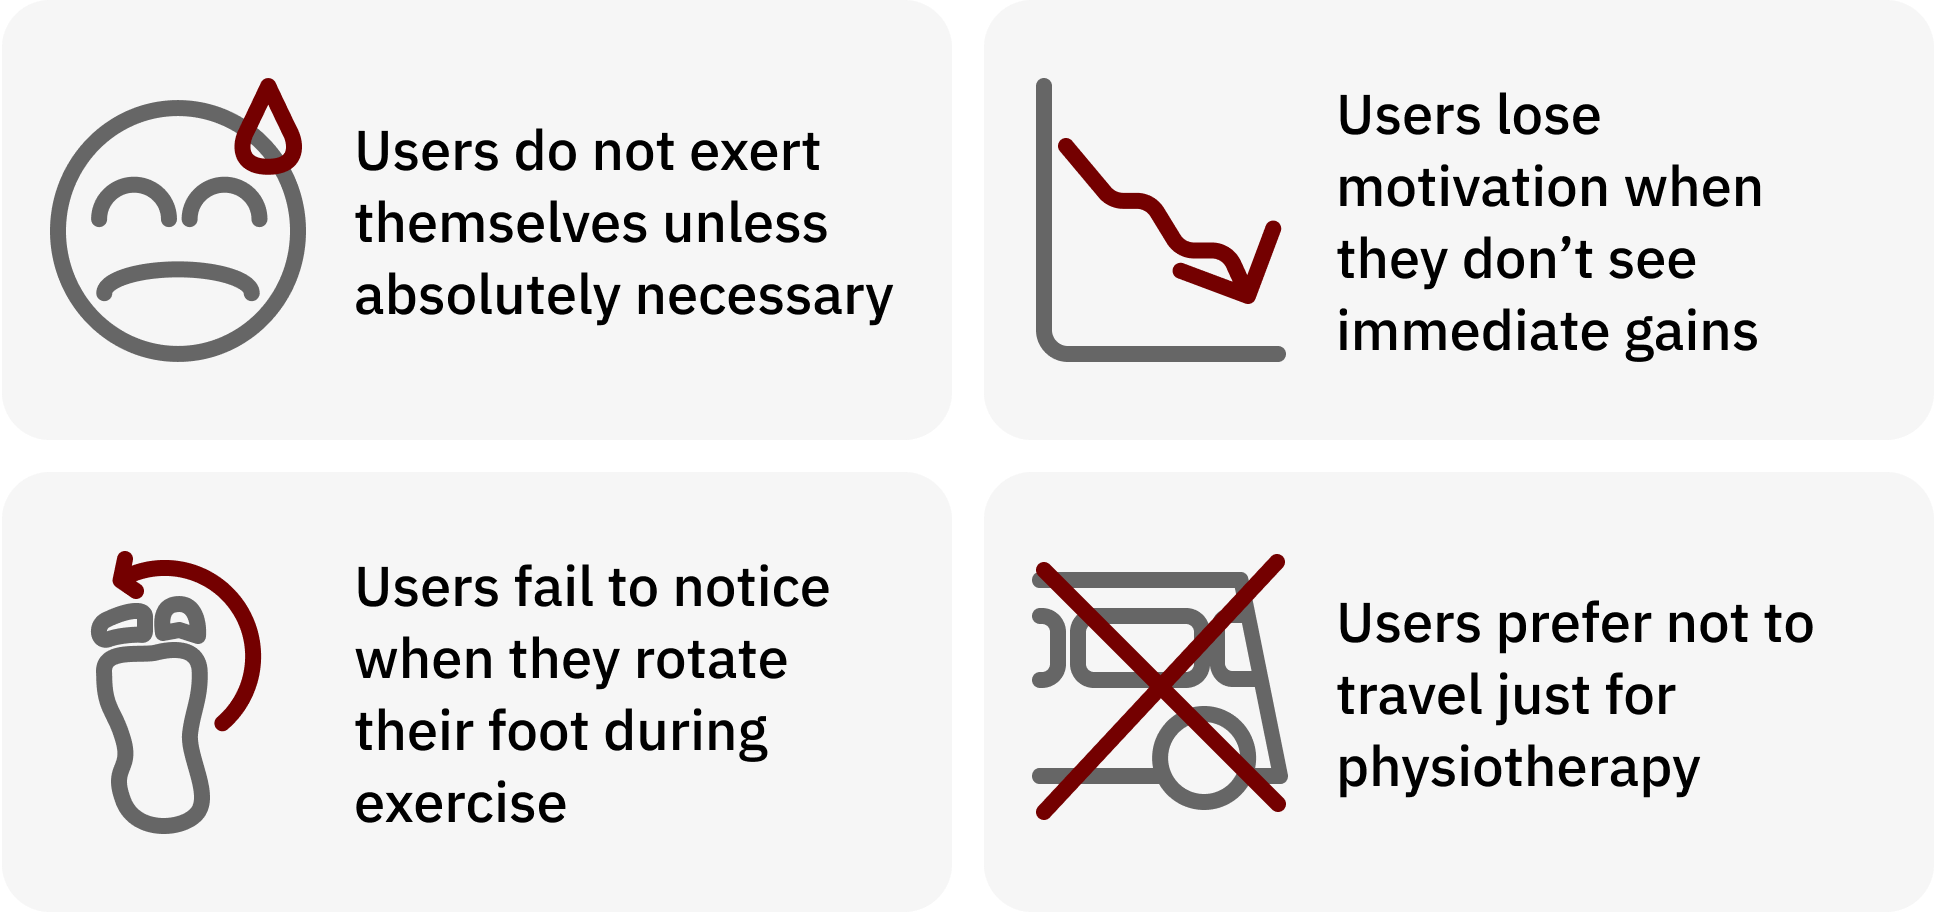 Users do not exert
themselves unless
absolutely necessary
Users lose
motivation when
they don’t see
immediate gains
Users fail to notice
when they rotate
their foot during
exercise
Users prefer not to
travel just for
physiotherapy